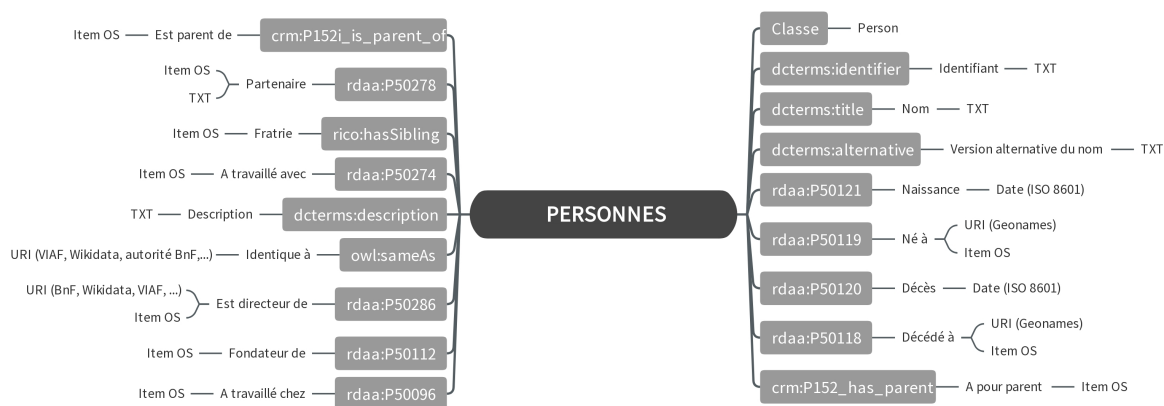 PERSONNES
Classe
Person
dcterms:identifier
Identifiant
TXT
dcterms:title
Nom
TXT
dcterms:alternative
Version alternative du nom
TXT
rdaa:P50121
Naissance
Date (ISO 8601)
rdaa:P50119
Né à
URI (Geonames)
Item OS
rdaa:P50120
Décès
Date (ISO 8601)
rdaa:P50118
Décédé à
URI (Geonames)
Item OS
crm:P152_has_parent
A pour parent
Item OS
crm:P152i_is_parent_of
Est parent de
Item OS
rdaa:P50278
Partenaire
Item OS
TXT
rico:hasSibling
Fratrie
Item OS
rdaa:P50274
A travaillé avec
Item OS
dcterms:description
Description
TXT
owl:sameAs
Identique à
URI (VIAF, Wikidata, autorité BnF,...)
rdaa:P50286
Est directeur de
URI (BnF, Wikidata, VIAF, ...)
Item OS
rdaa:P50112
Fondateur de
Item OS
rdaa:P50096
A travaillé chez
Item OS